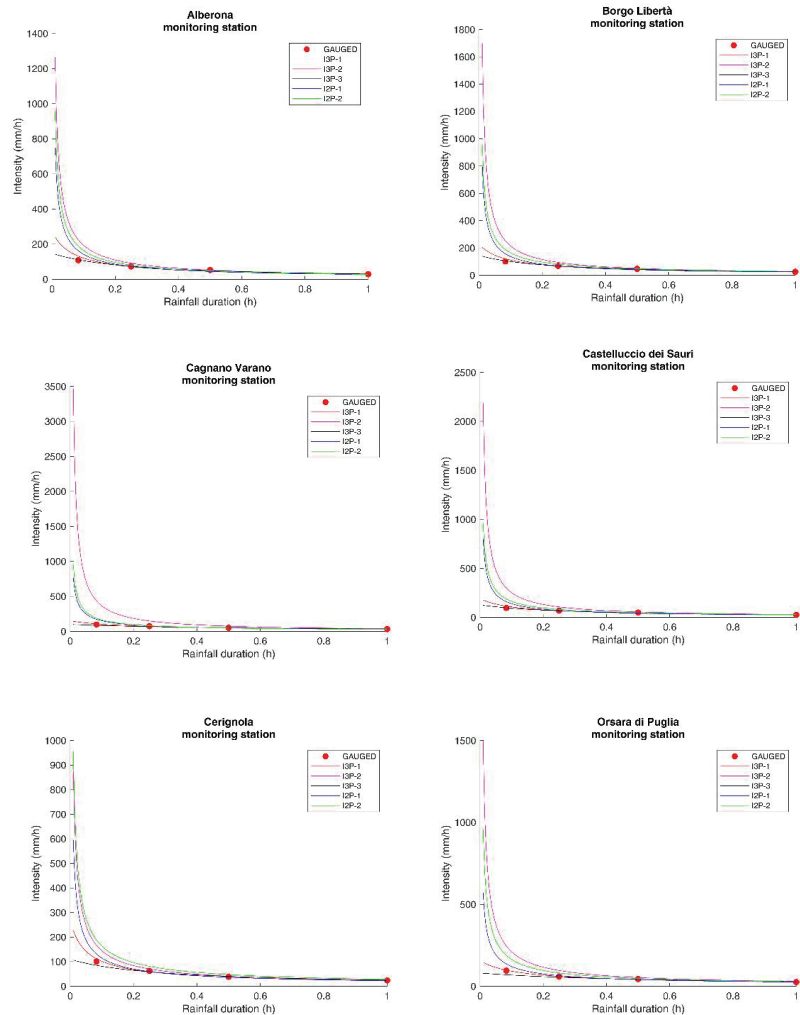 Alberona
monitoring station
1400
1200
1000
800
600
400
200
0
0
0.2
0.4
0.6
0.8
1
Intensity (mm/h)
Rainfall duration (h)
GAUGED
I3P-1
I3P-2
I3P-3
I2P-1
I2P-2
Borgo Libertà
monitoring station
1800
1600
1400
1200
1000
800
600
400
200
0
0
0.2
0.4
0.6
0.8
1
Intensity (mm/h)
Rainfall duration (h)
GAUGED
I3P-1
I3P-2
I3P-3
I2P-1
I2P-2
Cagnano Varano
monitoring station
3500
3000
2500
2000
1500
1000
500
0
0
0.2
0.4
0.6
0.8
1
Intensity (mm/h)
Rainfall duration (h)
GAUGED
I3P-1
I3P-2
I3P-3
I2P-1
I2P-2
Castelluccio dei Sauri
monitoring station
2500
2000
1500
1000
500
0
0
0.2
0.4
0.6
0.8
1
Intensity (mm/h)
Rainfall duration (h)
GAUGED
I3P-1
I3P-2
I3P-3
I2P-1
I2P-2
Cerignola
monitoring station
1000
900
800
700
600
500
400
300
200
100
0
0
0.2
0.4
0.6
0.8
1
Intensity (mm/h)
Rainfall duration (h)
GAUGED
I3P-1
I3P-2
I3P-3
I2P-1
I2P-2
Orsara di Puglia
monitoring station
1500
1000
500
0
0
0.2
0.4
0.6
0.8
1
Intensity (mm/h)
Rainfall duration (h)
GAUGED
I3P-1
I3P-2
I3P-3
I2P-1
I2P-2